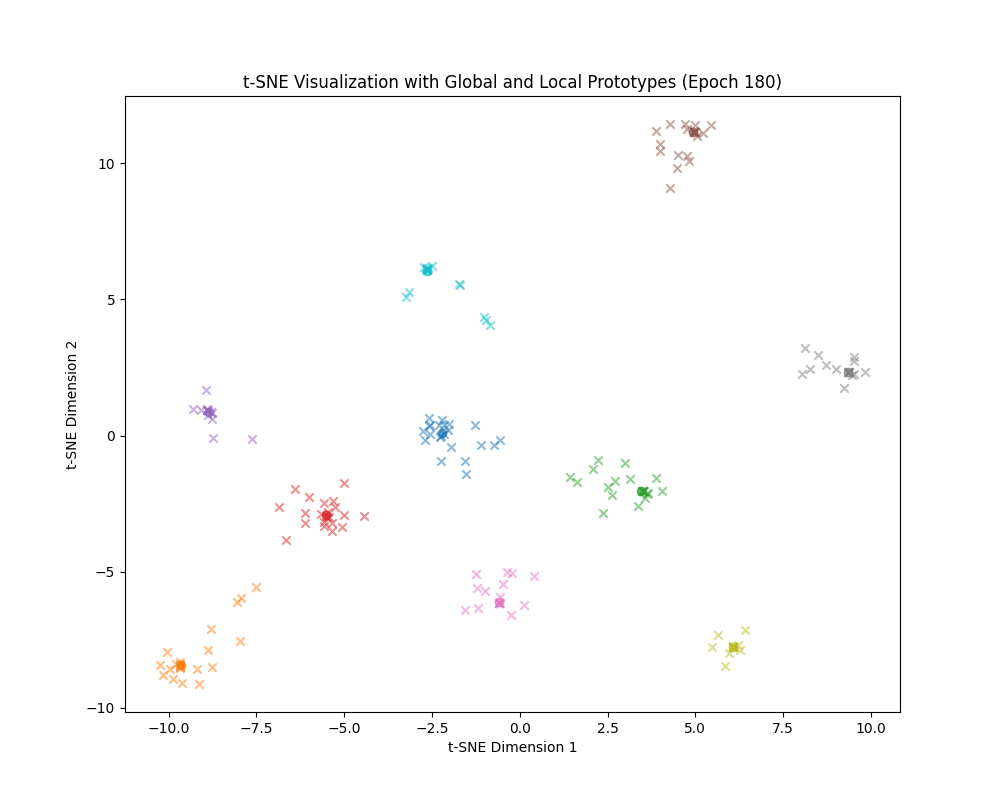 t-SNE Visualization with Global and Local Prototypes (Epoch 180)
10
5
0
−5
−10
t-SNE Dimension 2
−10.0 −7.5 −5.0 −2.5 0.0 2.5 5.0 7.5 10.0
t-SNE Dimension 1